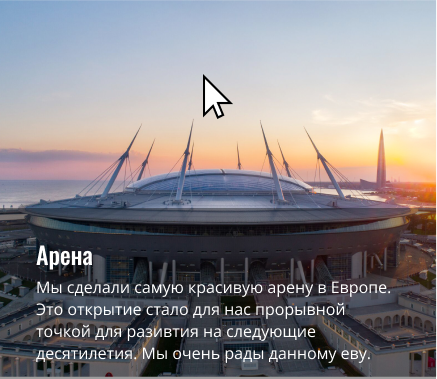 Арена
Мы сделали самую красивую арену в Европе.
Это открытие стало для нас прорывной
точкой для разивтия на следующие
десятилетия. Мы очень рады данному еву.